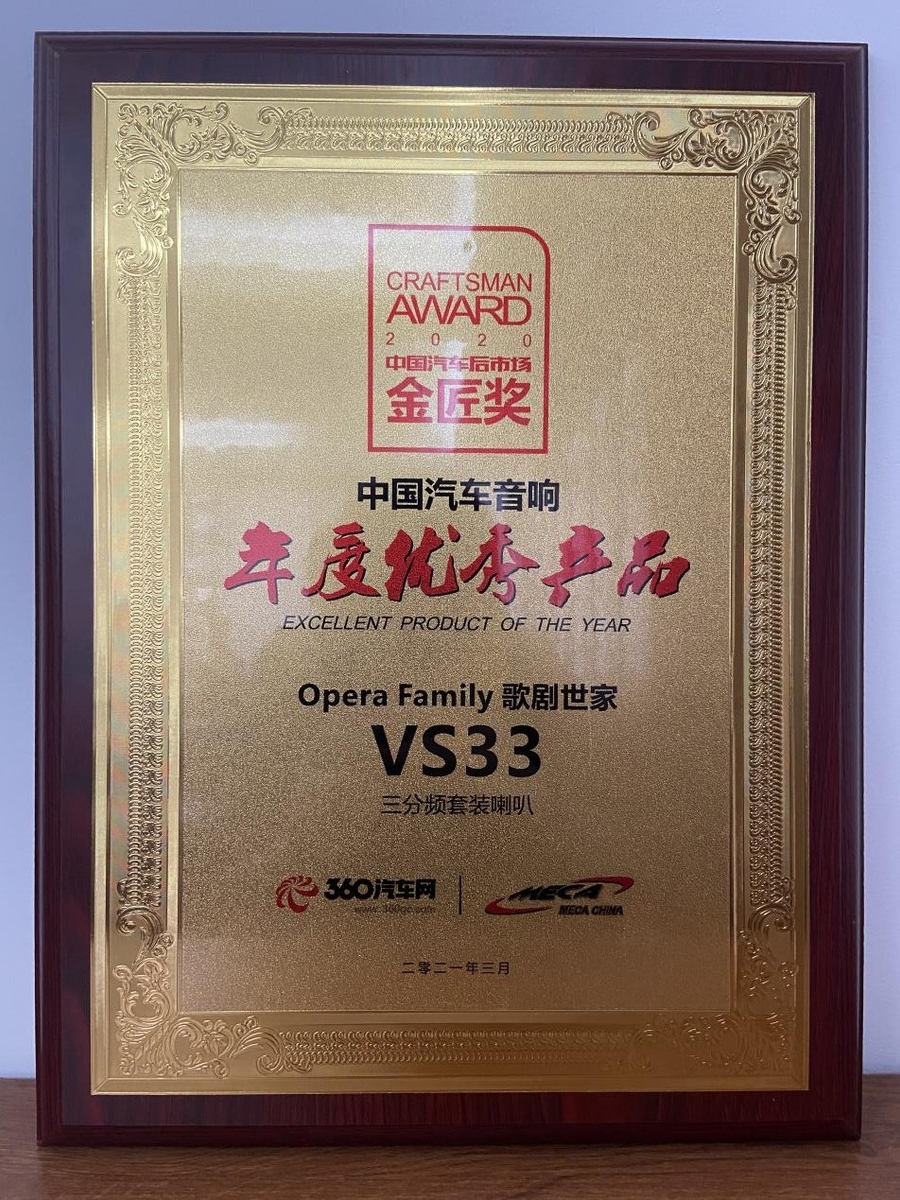 CRAFTSMAN
AWARD
2020
中国汽车后市场
金匠奖
中国汽车音响
年度优秀产品
EXCELLENT PRODUCT OF THE YEAR
Opera Family 歌剧世家
VS33
三分频套装喇叭
360汽车网
www.360qc.com
MECA
MECA CHINA
二零二一年三月